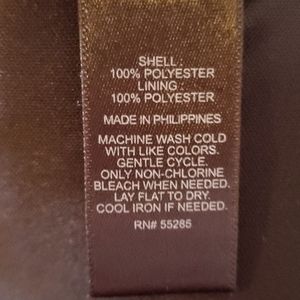 SHELL:
100% POLYESTER
LINING:
100% POLYESTER
MADE IN PHILIPPINES
MACHINE WASH COLD
WITH LIKE COLORS.
GENTLE CYCLE.
ONLY NON-CHLORINE
BLEACH WHEN NEEDED.
LAY FLAT TO DRY.
COOL IRON IF NEEDED.
RN# 55285